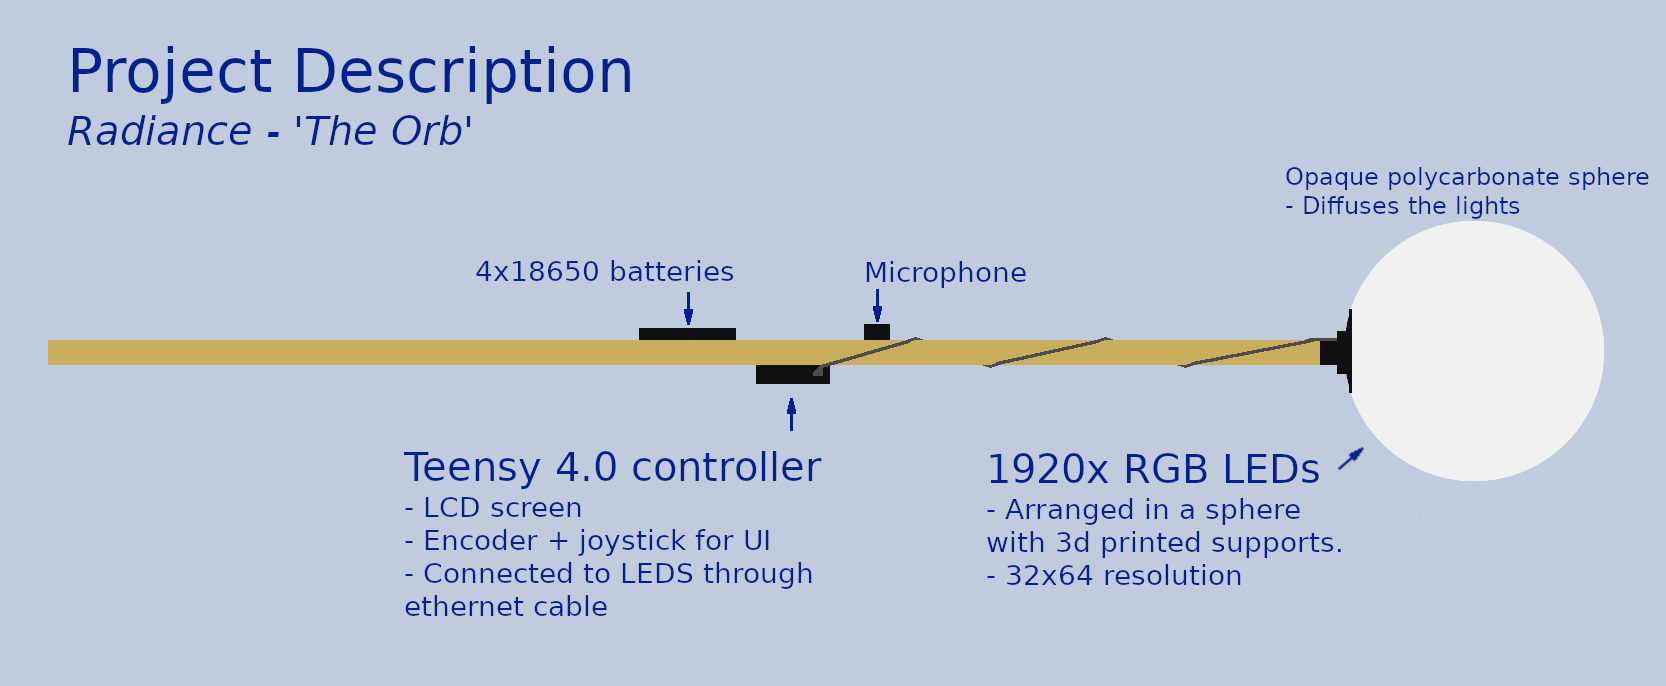 Project Description
Radiance - 'The Orb'
Opaque polycarbonate sphere
- Diffuses the lights
4x18650 batteries
Microphone
Teensy 4.0 controller
- LCD screen
- Encoder + joystick for UI
- Connected to LEDS through
ethernet cable
1920x RGB LEDs
- Arranged in a sphere
with 3d printed supports.
- 32x64 resolution